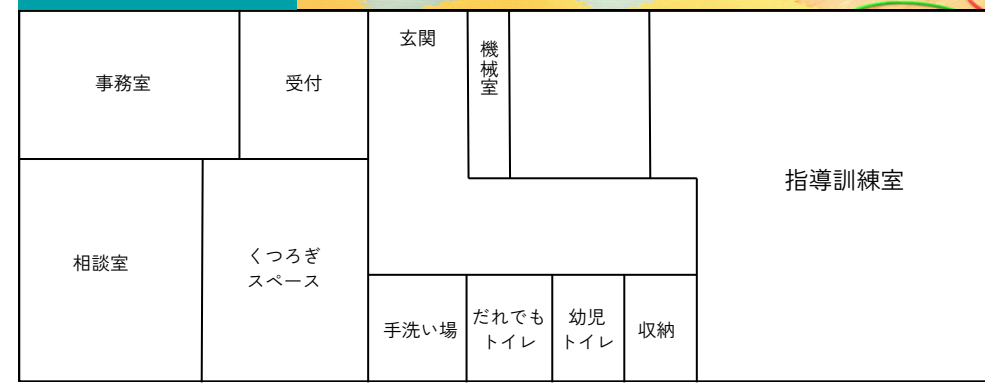 事務室
受付
玄関
機械室
指導訓練室
相談室
くつろぎ
スペース
手洗い場
だれでも
トイレ
幼児
トイレ
収納